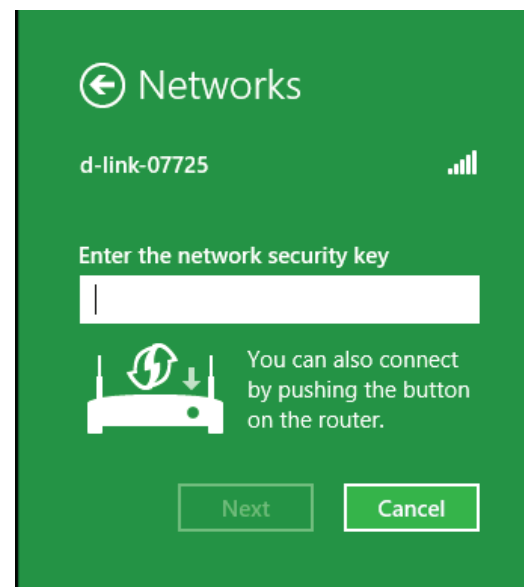 Networks
d-link-07725
Enter the network security key
You can also connect
by pushing the button
on the router.
Next
Cancel